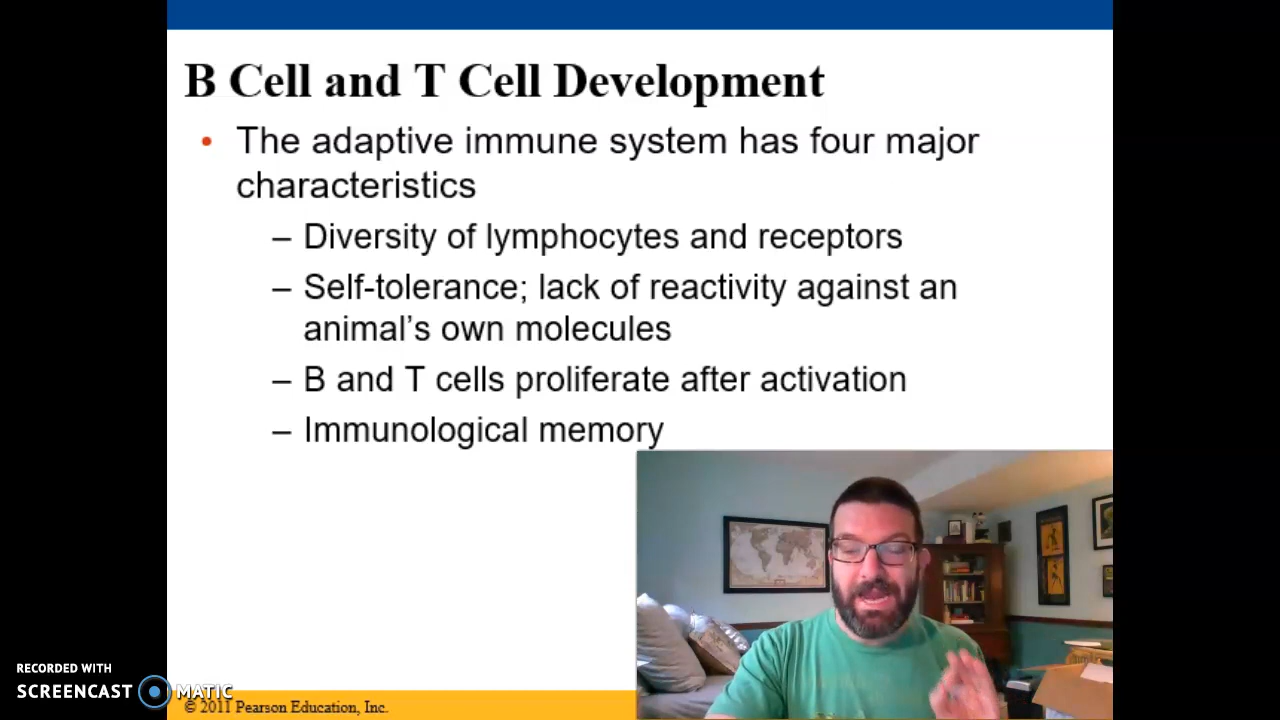 B Cell and T Cell Development
• The adaptive immune system has four major
characteristics
– Diversity of lymphocytes and receptors
– Self-tolerance; lack of reactivity against an
animal’s own molecules
– B and T cells proliferate after activation
– Immunological memory
RECORDED WITH
SCREENCAST MATIC
© 2011 Pearson Education, Inc.